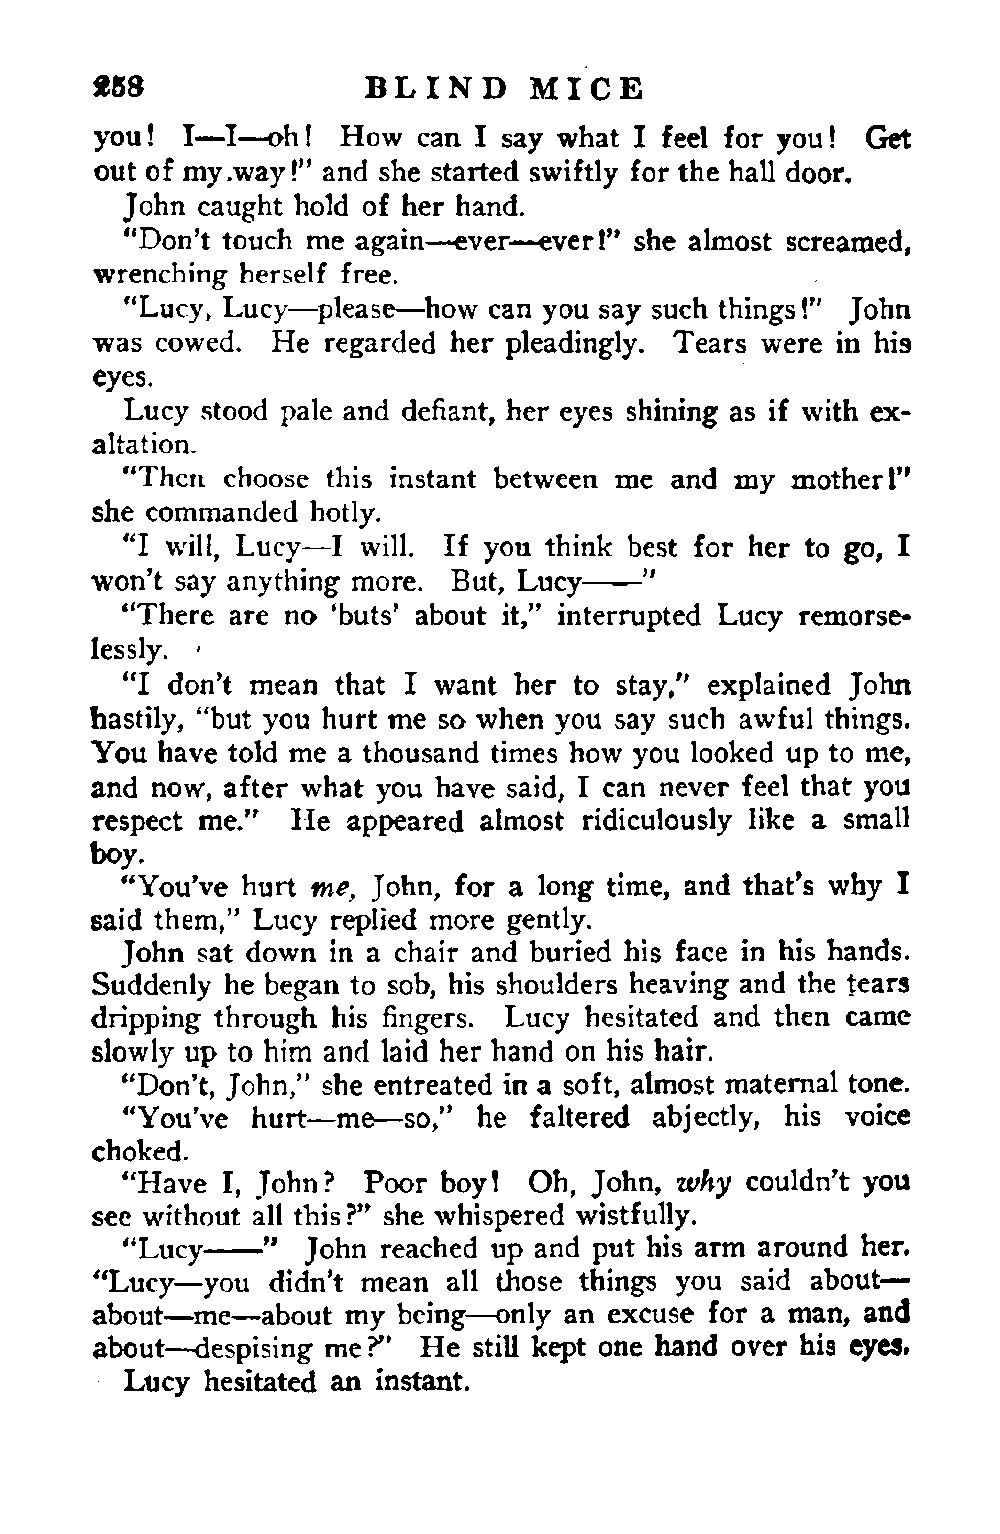 258 BLIND MICE
you! I—I—oh! How can I say what I feel for you! Get
out of my.way!" and she started swiftly for the hall door.
John caught hold of her hand.
"Don't touch me again—ever—ever!" she almost screamed,
wrenching herself free.
"Lucy, Lucy—please—how can you say such things!" John
was cowed. He regarded her pleadingly. Tears were in his
eyes.
Lucy stood pale and defiant, her eyes shining as if with ex-
altation.
"Then choose this instant between me and my mother!"
she commanded hotly.
"I will, Lucy—I will. If you think best for her to go, I
won't say anything more. But, Lucy——"
"There are no 'buts' about it," interrupted Lucy remorse-
lessly.
"I don't mean that I want her to stay," explained John
hastily, "but you hurt me so when you say such awful things.
You have told me a thousand times how you looked up to me,
and now, after what you have said, I can never feel that you
respect me." He appeared almost ridiculously like a small
boy.
"You've hurt me, John, for a long time, and that's why I
said them," Lucy replied more gently.
John sat down in a chair and buried his face in his hands.
Suddenly he began to sob, his shoulders heaving and the tears
dripping through his fingers. Lucy hesitated and then came
slowly up to him and laid her hand on his hair.
"Don't, John," she entreated in a soft, almost maternal tone.
"You've hurt—me—so," he faltered abjectly, his voice
choked.
"Have I, John? Poor boy! Oh, John, why couldn't you
see without all this?" she whispered wistfully.
"Lucy——" John reached up and put his arm around her.
"Lucy—you didn't mean all those things you said about—
about—me—about my being—only an excuse for a man, and
about—despising me?" He still kept one hand over his eyes.
Lucy hesitated an instant.